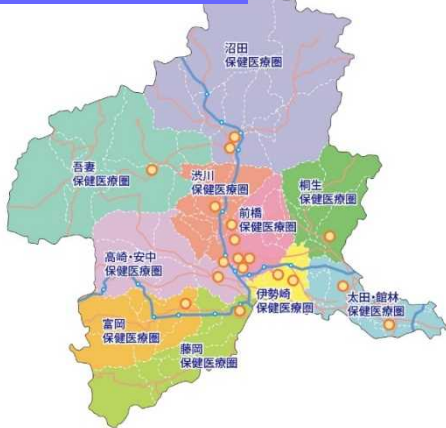 沼田
保健医療圏
吾妻
保健医療圏
渋川
保健医療圏
桐生
保健医療圏
前橋
保健医療圏
高崎・安中
保健医療圏
伊勢崎
保健医療圏
太田・館林
保健医療圏
富岡
保健医療圏
藤岡
保健医療圏